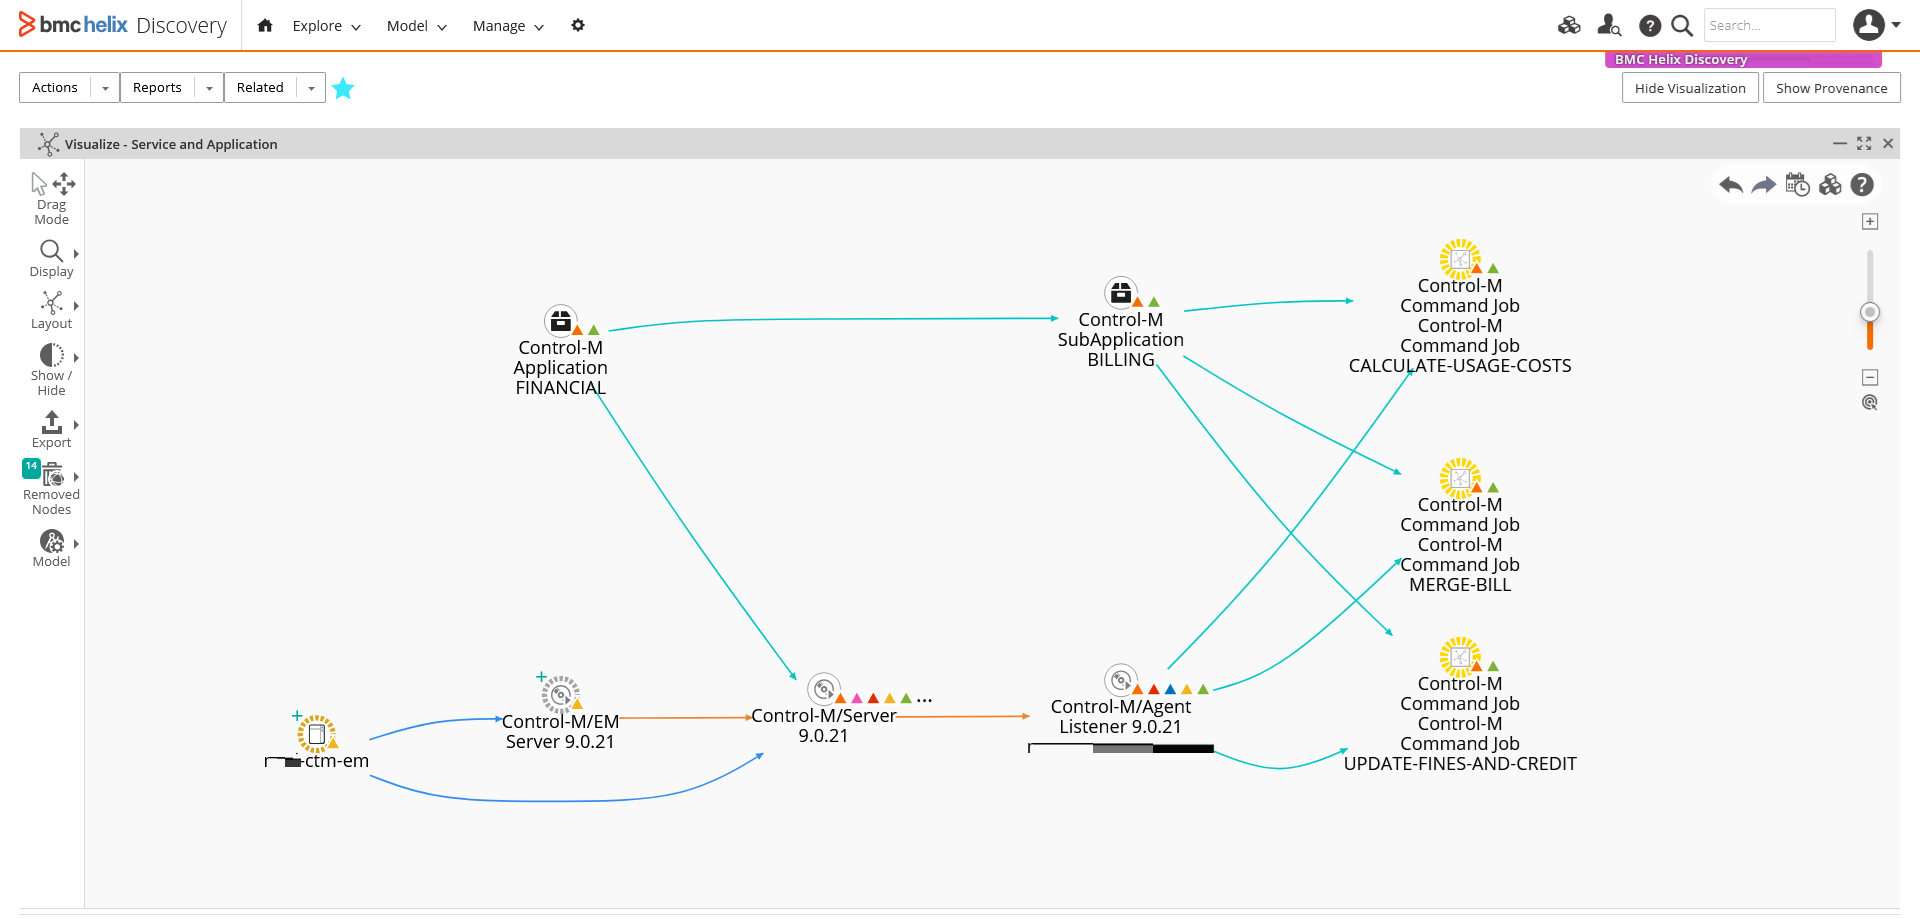 bmc helix Discovery
Explore
Model
Manage
Search...
BMC Helix Discovery
Actions
Reports
Related
Hide Visualization
Show Provenance
Visualize - Service and Application
Drag
Mode
Display
Layout
Show /
Hide
Export
14
Removed
Nodes
Model
Control-M
Application
FINANCIAL
Control-M
SubApplication
BILLING
Control-M
Command Job
Control-M
Command Job
CALCULATE-USAGE-COSTS
Control-M
Command Job
Control-M
Command Job
MERGE-BILL
Control-M
Command Job
Control-M
Command Job
UPDATE-FINES-AND-CREDIT
-ctm-em
Control-M/EM
Server 9.0.21
Control-M/Server
9.0.21
...
Control-M/Agent
Listener 9.0.21